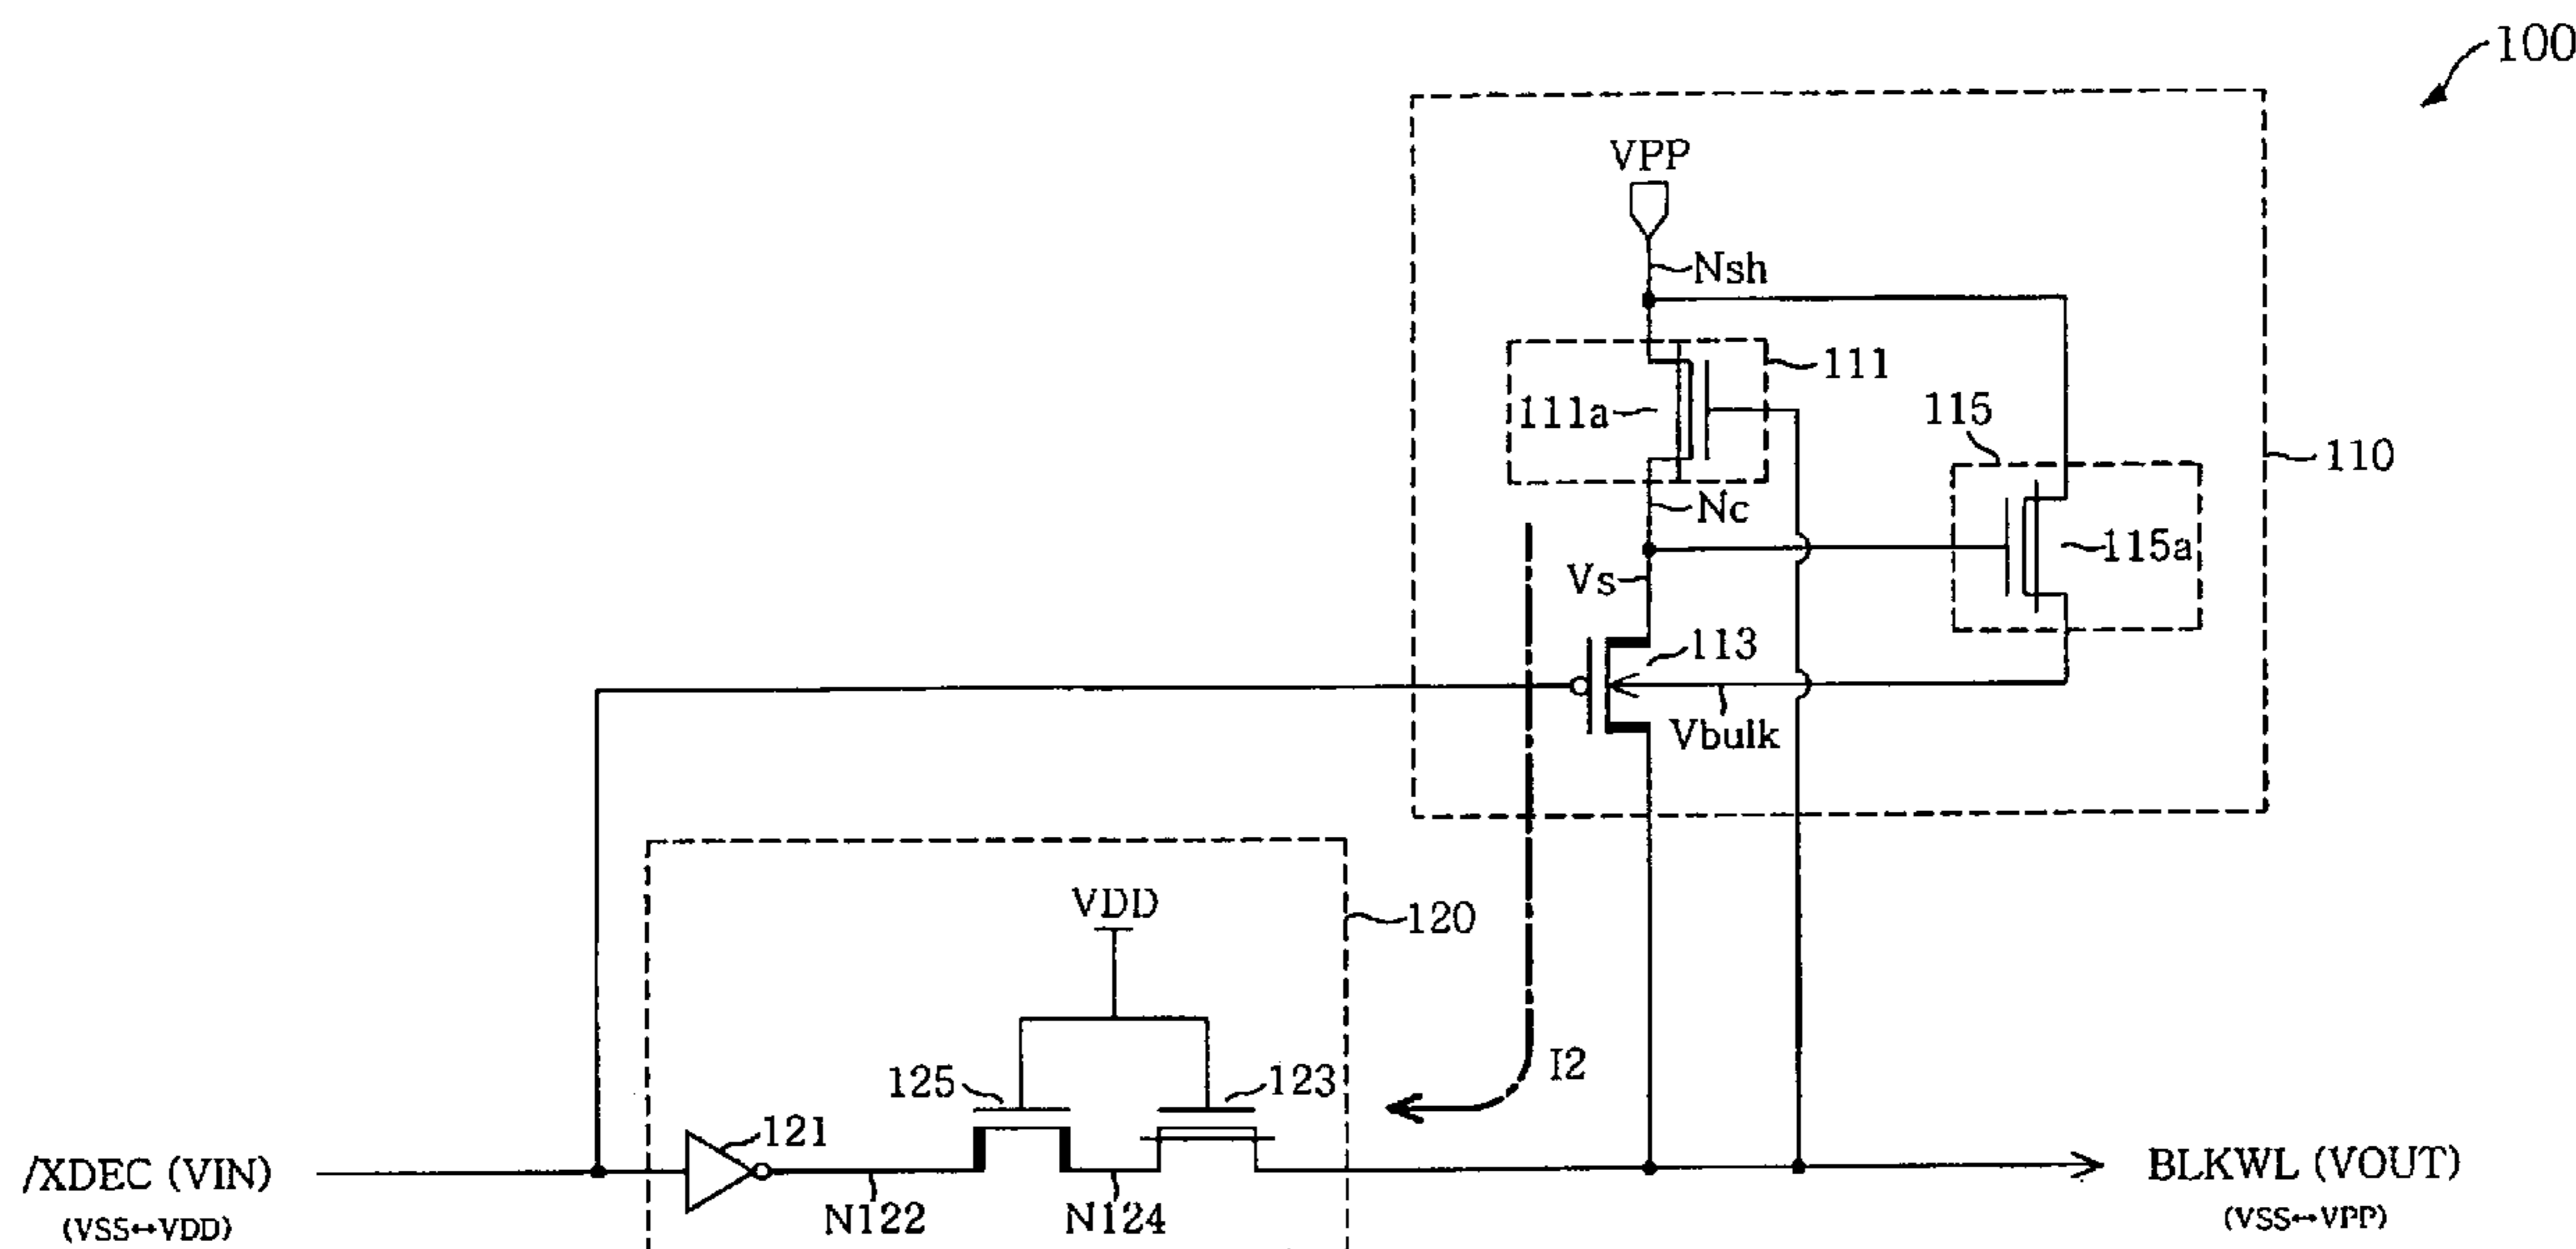 100
VPP
Nsh
111
111a
115
110
Nc
115a
Vs
113
Vbulk
VDD
120
I2
125
123
121
/XDEC (VIN)
(VSS↔VDD)
N122
N124
BLKWL (VOUT)
(VSS↔VPP)